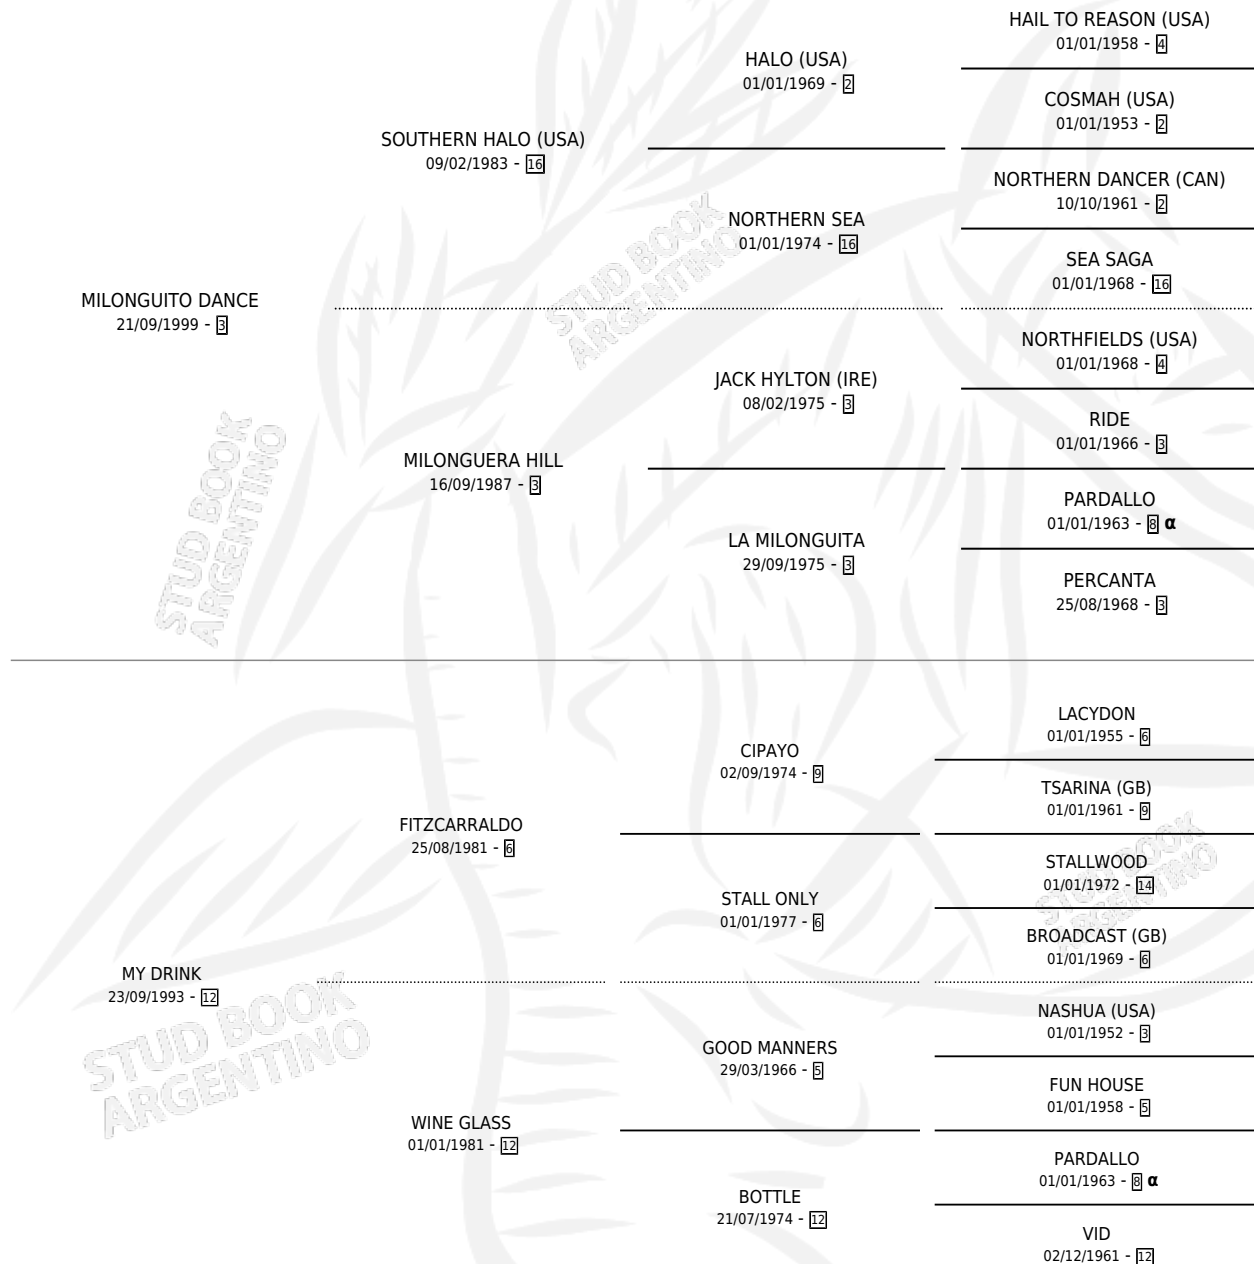 HAIL TO REASON (USA)
01/01/1958 - 4
HALO (USA)
01/01/1969 - 2
COSMAH (USA)
01/01/1953 - 2
SOUTHERN HALO (USA)
09/02/1983 - 16
NORTHERN DANCER (CAN)
10/10/1961 - 2
NORTHERN SEA
01/01/1974 - 16
SEA SAGA
01/01/1968 - 16
MILONGUITO DANCE
21/09/1999 - 3
NORTHFIELDS (USA)
01/01/1968 - 4
JACK HYLTON (IRE)
08/02/1975 - 3
RIDE
01/01/1966 - 3
MILONGUERA HILL
16/09/1987 - 3
PARDALLO
01/01/1963 - 8 α
LA MILONGUITA
29/09/1975 - 3
PERCANTA
25/08/1968 - 3
LACYDON
01/01/1955 - 6
CIPAYO
02/09/1974 - 9
TSARINA (GB)
01/01/1961 - 9
FITZCARRALDO
25/08/1981 - 6
STALLWOOD
01/01/1972 - 14
STALL ONLY
01/01/1977 - 6
BROADCAST (GB)
01/01/1969 - 6
MY DRINK
23/09/1993 - 12
NASHUA (USA)
01/01/1952 - 3
GOOD MANNERS
29/03/1966 - 5
FUN HOUSE
01/01/1958 - 5
WINE GLASS
01/01/1981 - 12
PARDALLO
01/01/1963 - 8 α
BOTTLE
21/07/1974 - 12
VID
02/12/1961 - 12
STUD BOOK
ARGENTINO
STUD BOOK
ARGENTINO
STUD BOOK
ARGENTINO
STUD BOOK
ARGENTINO